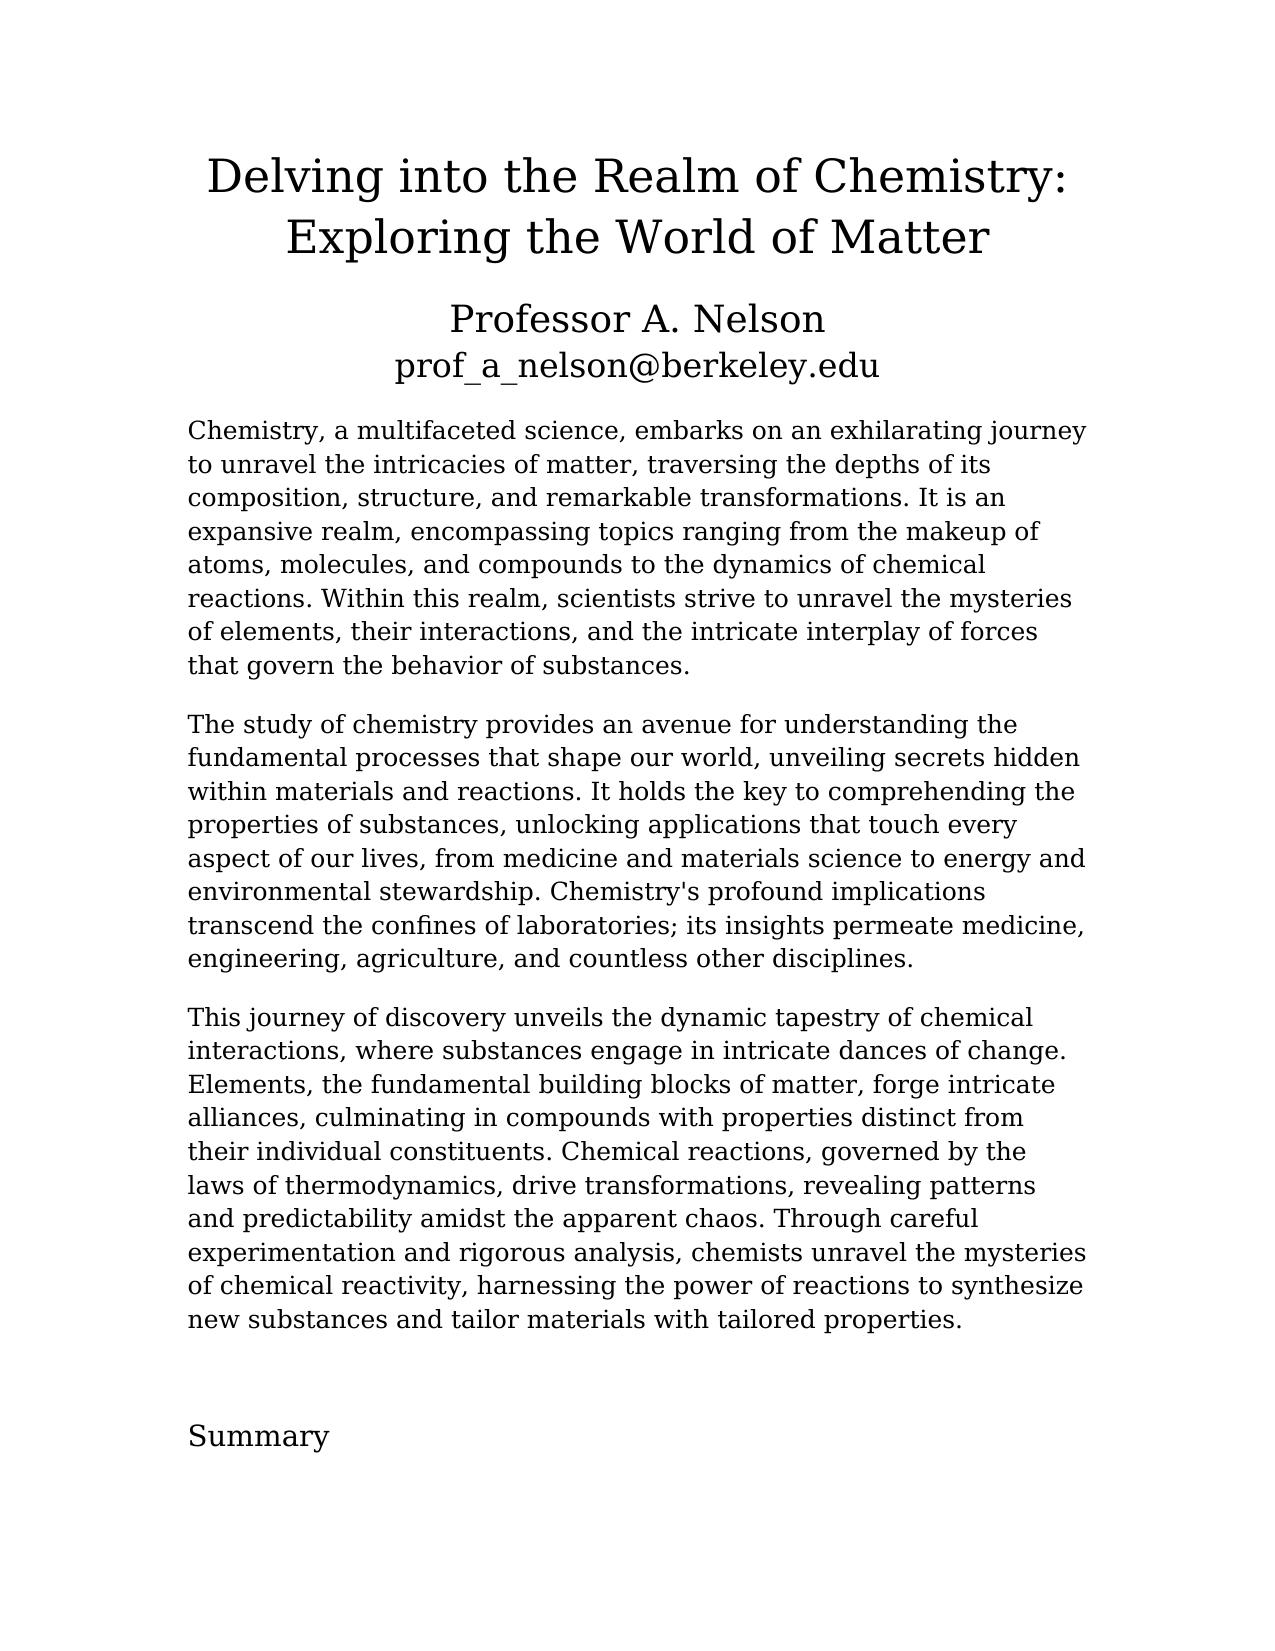 Delving into the Realm of Chemistry:
Exploring the World of Matter
Professor A. Nelson
prof_a_nelson@berkeley.edu
Chemistry, a multifaceted science, embarks on an exhilarating journey
to unravel the intricacies of matter, traversing the depths of its
composition, structure, and remarkable transformations. It is an
expansive realm, encompassing topics ranging from the makeup of
atoms, molecules, and compounds to the dynamics of chemical
reactions. Within this realm, scientists strive to unravel the mysteries
of elements, their interactions, and the intricate interplay of forces
that govern the behavior of substances.
The study of chemistry provides an avenue for understanding the
fundamental processes that shape our world, unveiling secrets hidden
within materials and reactions. It holds the key to comprehending the
properties of substances, unlocking applications that touch every
aspect of our lives, from medicine and materials science to energy and
environmental stewardship. Chemistry's profound implications
transcend the confines of laboratories; its insights permeate medicine,
engineering, agriculture, and countless other disciplines.
This journey of discovery unveils the dynamic tapestry of chemical
interactions, where substances engage in intricate dances of change.
Elements, the fundamental building blocks of matter, forge intricate
alliances, culminating in compounds with properties distinct from
their individual constituents. Chemical reactions, governed by the
laws of thermodynamics, drive transformations, revealing patterns
and predictability amidst the apparent chaos. Through careful
experimentation and rigorous analysis, chemists unravel the mysteries
of chemical reactivity, harnessing the power of reactions to synthesize
new substances and tailor materials with tailored properties.
Summary